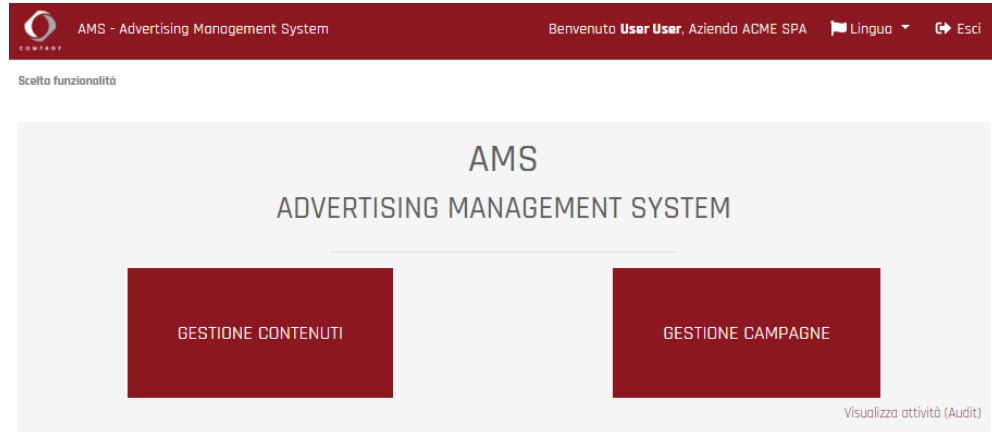 AMS - Advertising Management System
Benvenuto User User, Azienda ACME SPA
Lingua
Esci
COMPANY
Scelta funzionalità
AMS
ADVERTISING MANAGEMENT SYSTEM
GESTIONE CONTENUTI
GESTIONE CAMPAGNE
Visualizza attività (Audit)